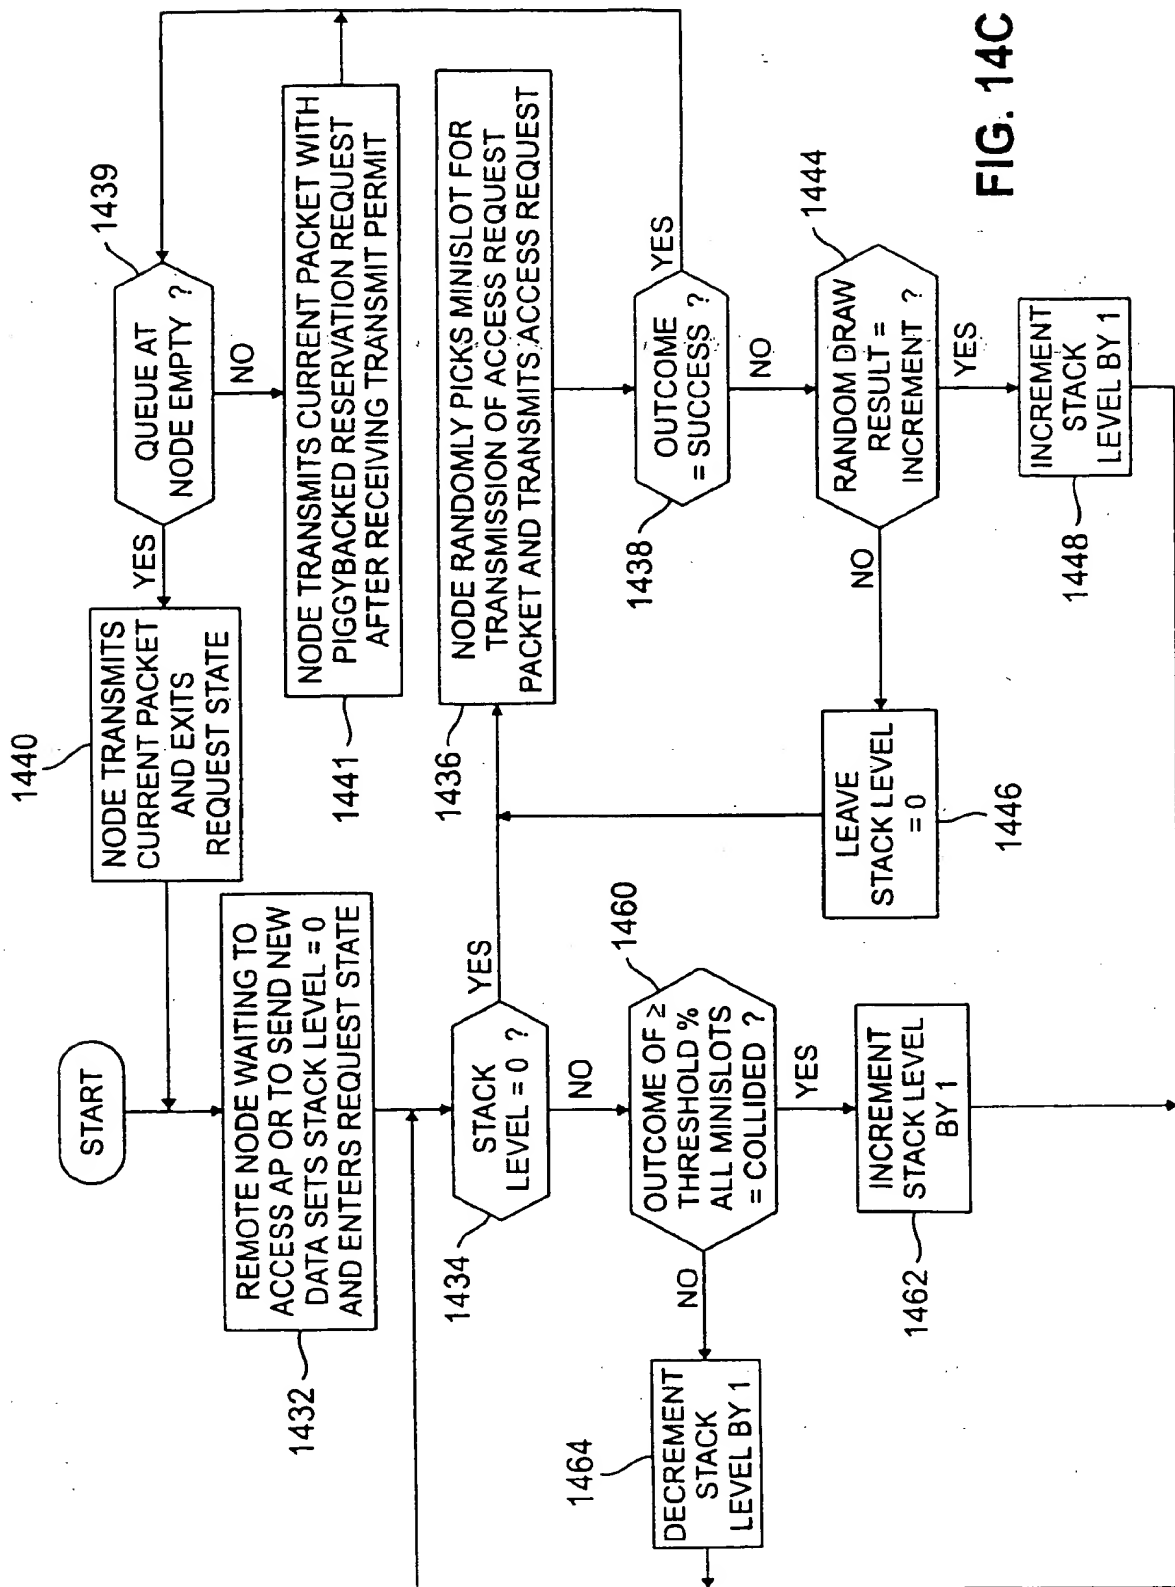 START
REMOTE NODE WAITING TO
ACCESS AP OR TO SEND NEW
DATA SETS STACK LEVEL = 0
AND ENTERS REQUEST STATE
1432
NODE TRANSMITS
CURRENT PACKET
AND EXITS
REQUEST STATE
1440
YES
QUEUE AT
NODE EMPTY ?
1439
NO
NODE TRANSMITS CURRENT PACKET WITH
PIGGYBACKED RESERVATION REQUEST
AFTER RECEIVING TRANSMIT PERMIT
1441
STACK
LEVEL = 0 ?
1434
YES
NO
NODE RANDOMLY PICKS MINISLOT FOR
TRANSMISSION OF ACCESS REQUEST
PACKET AND TRANSMITS ACCESS REQUEST
1436
OUTCOME
= SUCCESS ?
1438
YES
NO
OUTCOME OF ≥
THRESHOLD %
ALL MINISLOTS
= COLLIDED ?
1460
NO
YES
DECREMENT
STACK
LEVEL BY 1
1464
INCREMENT
STACK LEVEL
BY 1
1462
RANDOM DRAW
RESULT =
INCREMENT ?
1444
NO
YES
LEAVE
STACK LEVEL
= 0
1446
INCREMENT
STACK
LEVEL BY 1
1448
FIG. 14C